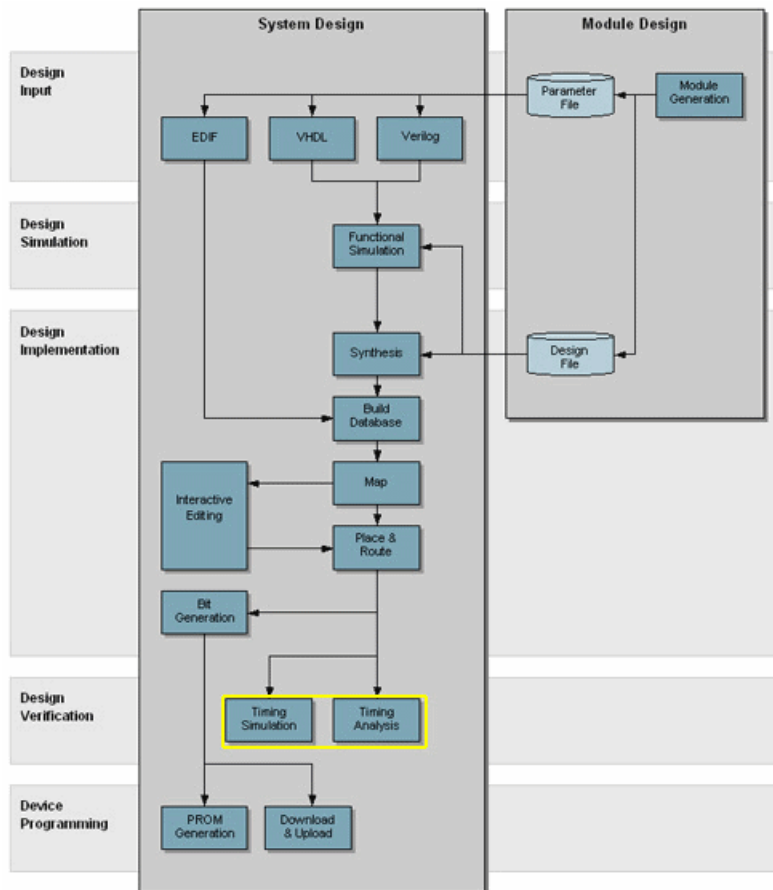 System Design
Module Design
Design
Input
Parameter
File
Module
Generation
EDIF
VHDL
Verilog
Design
Simulation
Functional
Simulation
Design
Implementation
Synthesis
Design
File
Build
Database
Map
Interactive
Editing
Place &
Route
Bit
Generation
Design
Verification
Timing
Simulation
Timing
Analysis
Device
Programming
PROM
Generation
Download
& Upload